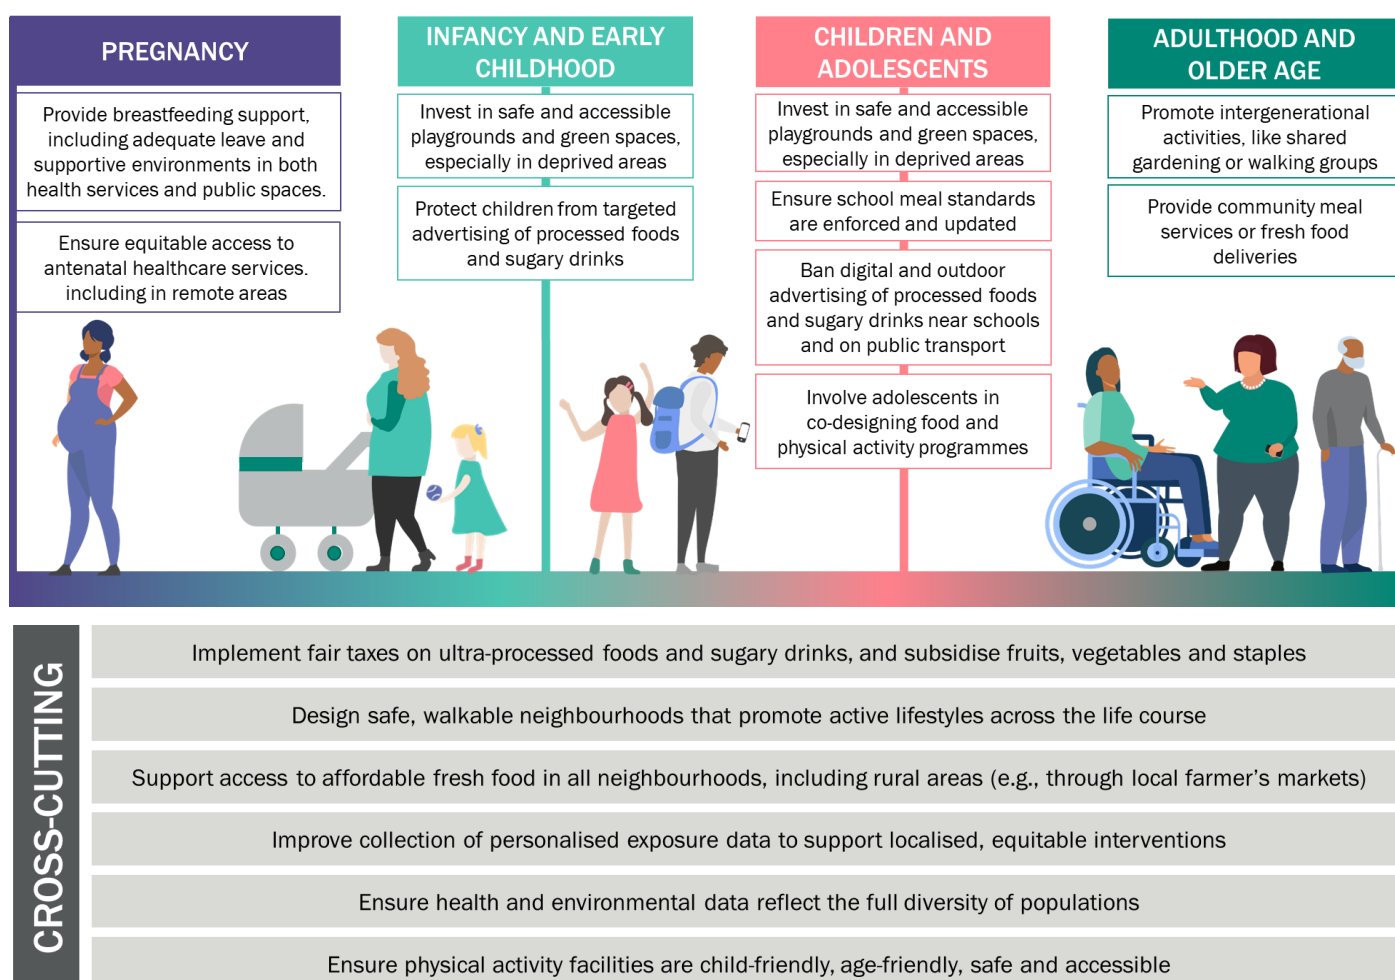 PREGNANCY
Provide breastfeeding support,
including adequate leave and
supportive environments in both
health services and public spaces.
Ensure equitable access to
antenatal healthcare services.
including in remote areas
INFANCY AND EARLY
CHILDHOOD
Invest in safe and accessible
playgrounds and green spaces,
especially in deprived areas
Protect children from targeted
advertising of processed foods
and sugary drinks
CHILDREN AND
ADOLESCENTS
Invest in safe and accessible
playgrounds and green spaces,
especially in deprived areas
Ensure school meal standards
are enforced and updated
Ban digital and outdoor
advertising of processed foods
and sugary drinks near schools
and on public transport
Involve adolescents in
co-designing food and
physical activity programmes
ADULTHOOD AND
OLDER AGE
Promote intergenerational
activities, like shared
gardening or walking groups
Provide community meal
services or fresh food
deliveries
CROSS-CUTTING
Implement fair taxes on ultra-processed foods and sugary drinks, and subsidise fruits, vegetables and staples
Design safe, walkable neighbourhoods that promote active lifestyles across the life course
Support access to affordable fresh food in all neighbourhoods, including rural areas (e.g., through local farmer's markets)
Improve collection of personalised exposure data to support localised, equitable interventions
Ensure health and environmental data reflect the full diversity of populations
Ensure physical activity facilities are child-friendly, age-friendly, safe and accessible